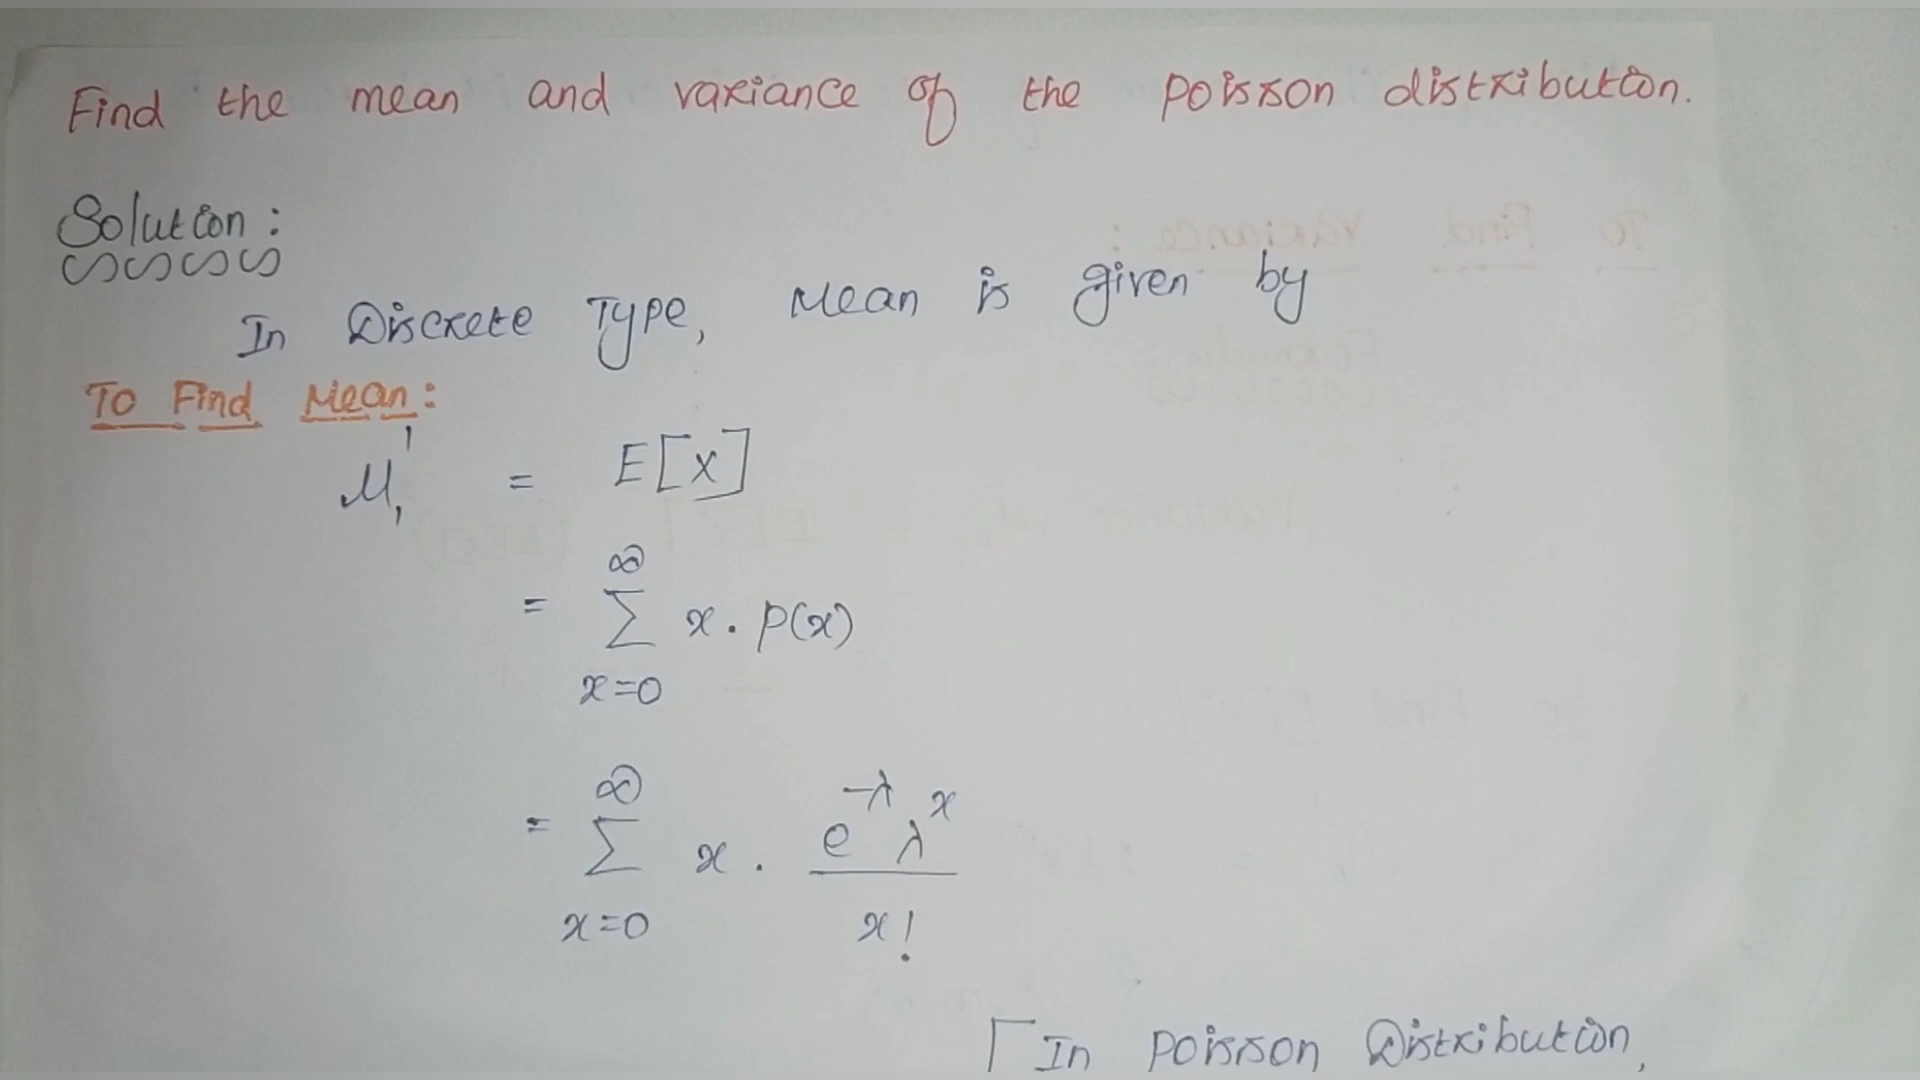 Find the mean and variance of the Poisson distribution.
Solution:
In Discrete Type, Mean is given by
To Find Mean:
μ₁' = E[X]
= ∞ Σ x=0 x . P(x)
= ∞ Σ x=0 x . e^-λ λ^x / x!
[In Poisson Distribution,